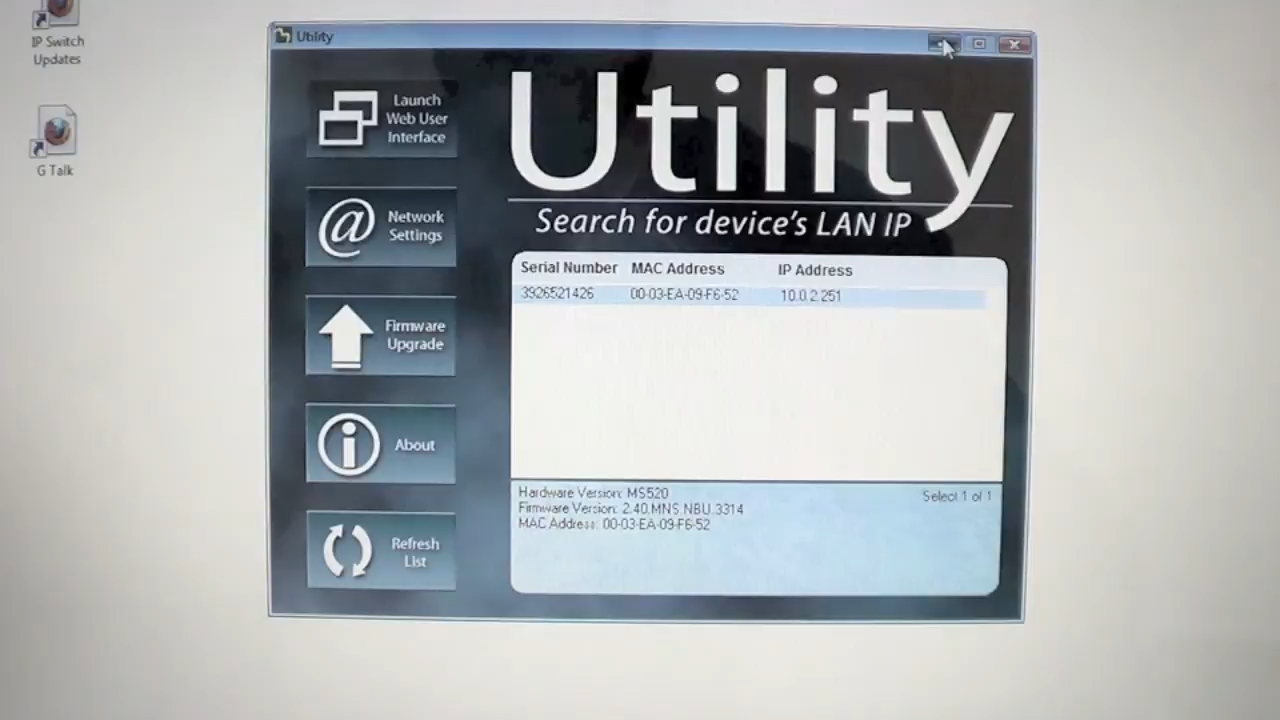 IP Switch
Updates
G Talk
Utility
Launch
Web User
Interface
Network
Settings
Firmware
Upgrade
About
Refresh
List
Utility
Search for device's LAN IP
Serial Number MAC Address IP Address
3926521426 00-03-EA-09-F6-52 10.0.2.251
Hardware Version: MS520 Select 1 of 1
Firmware Version: 2.40.MNS.NBU.3314
MAC Address: 00-03-EA-09-F6-52